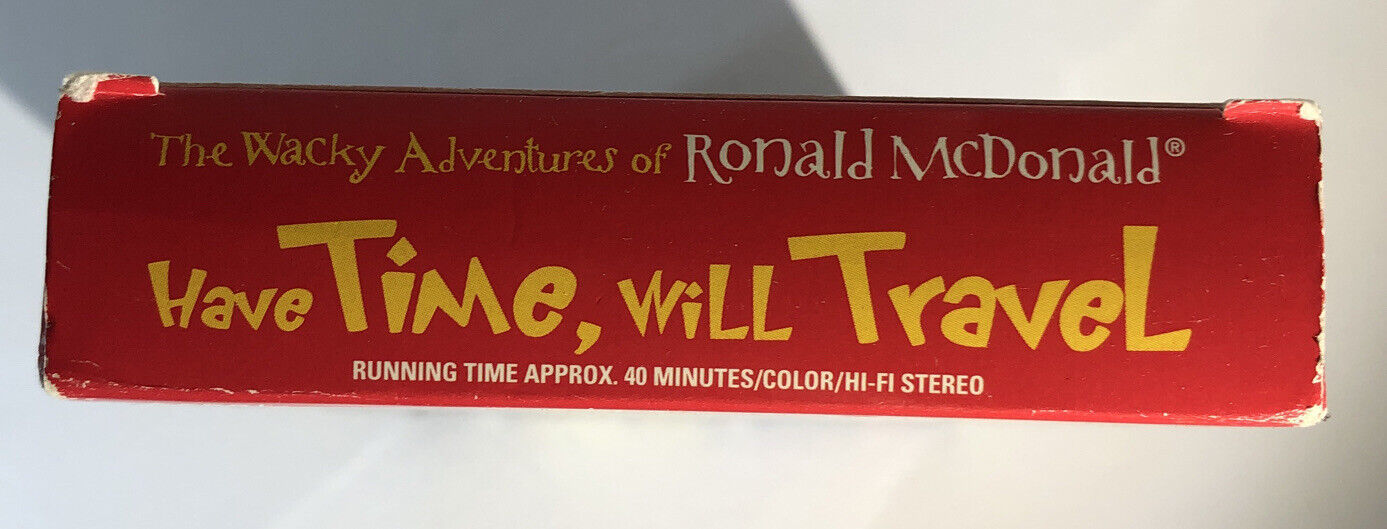 The Wacky Adventures of Ronald McDonald®
Have Time, Will Travel
RUNNING TIME APPROX. 40 MINUTES/COLOR/HI-FI STEREO